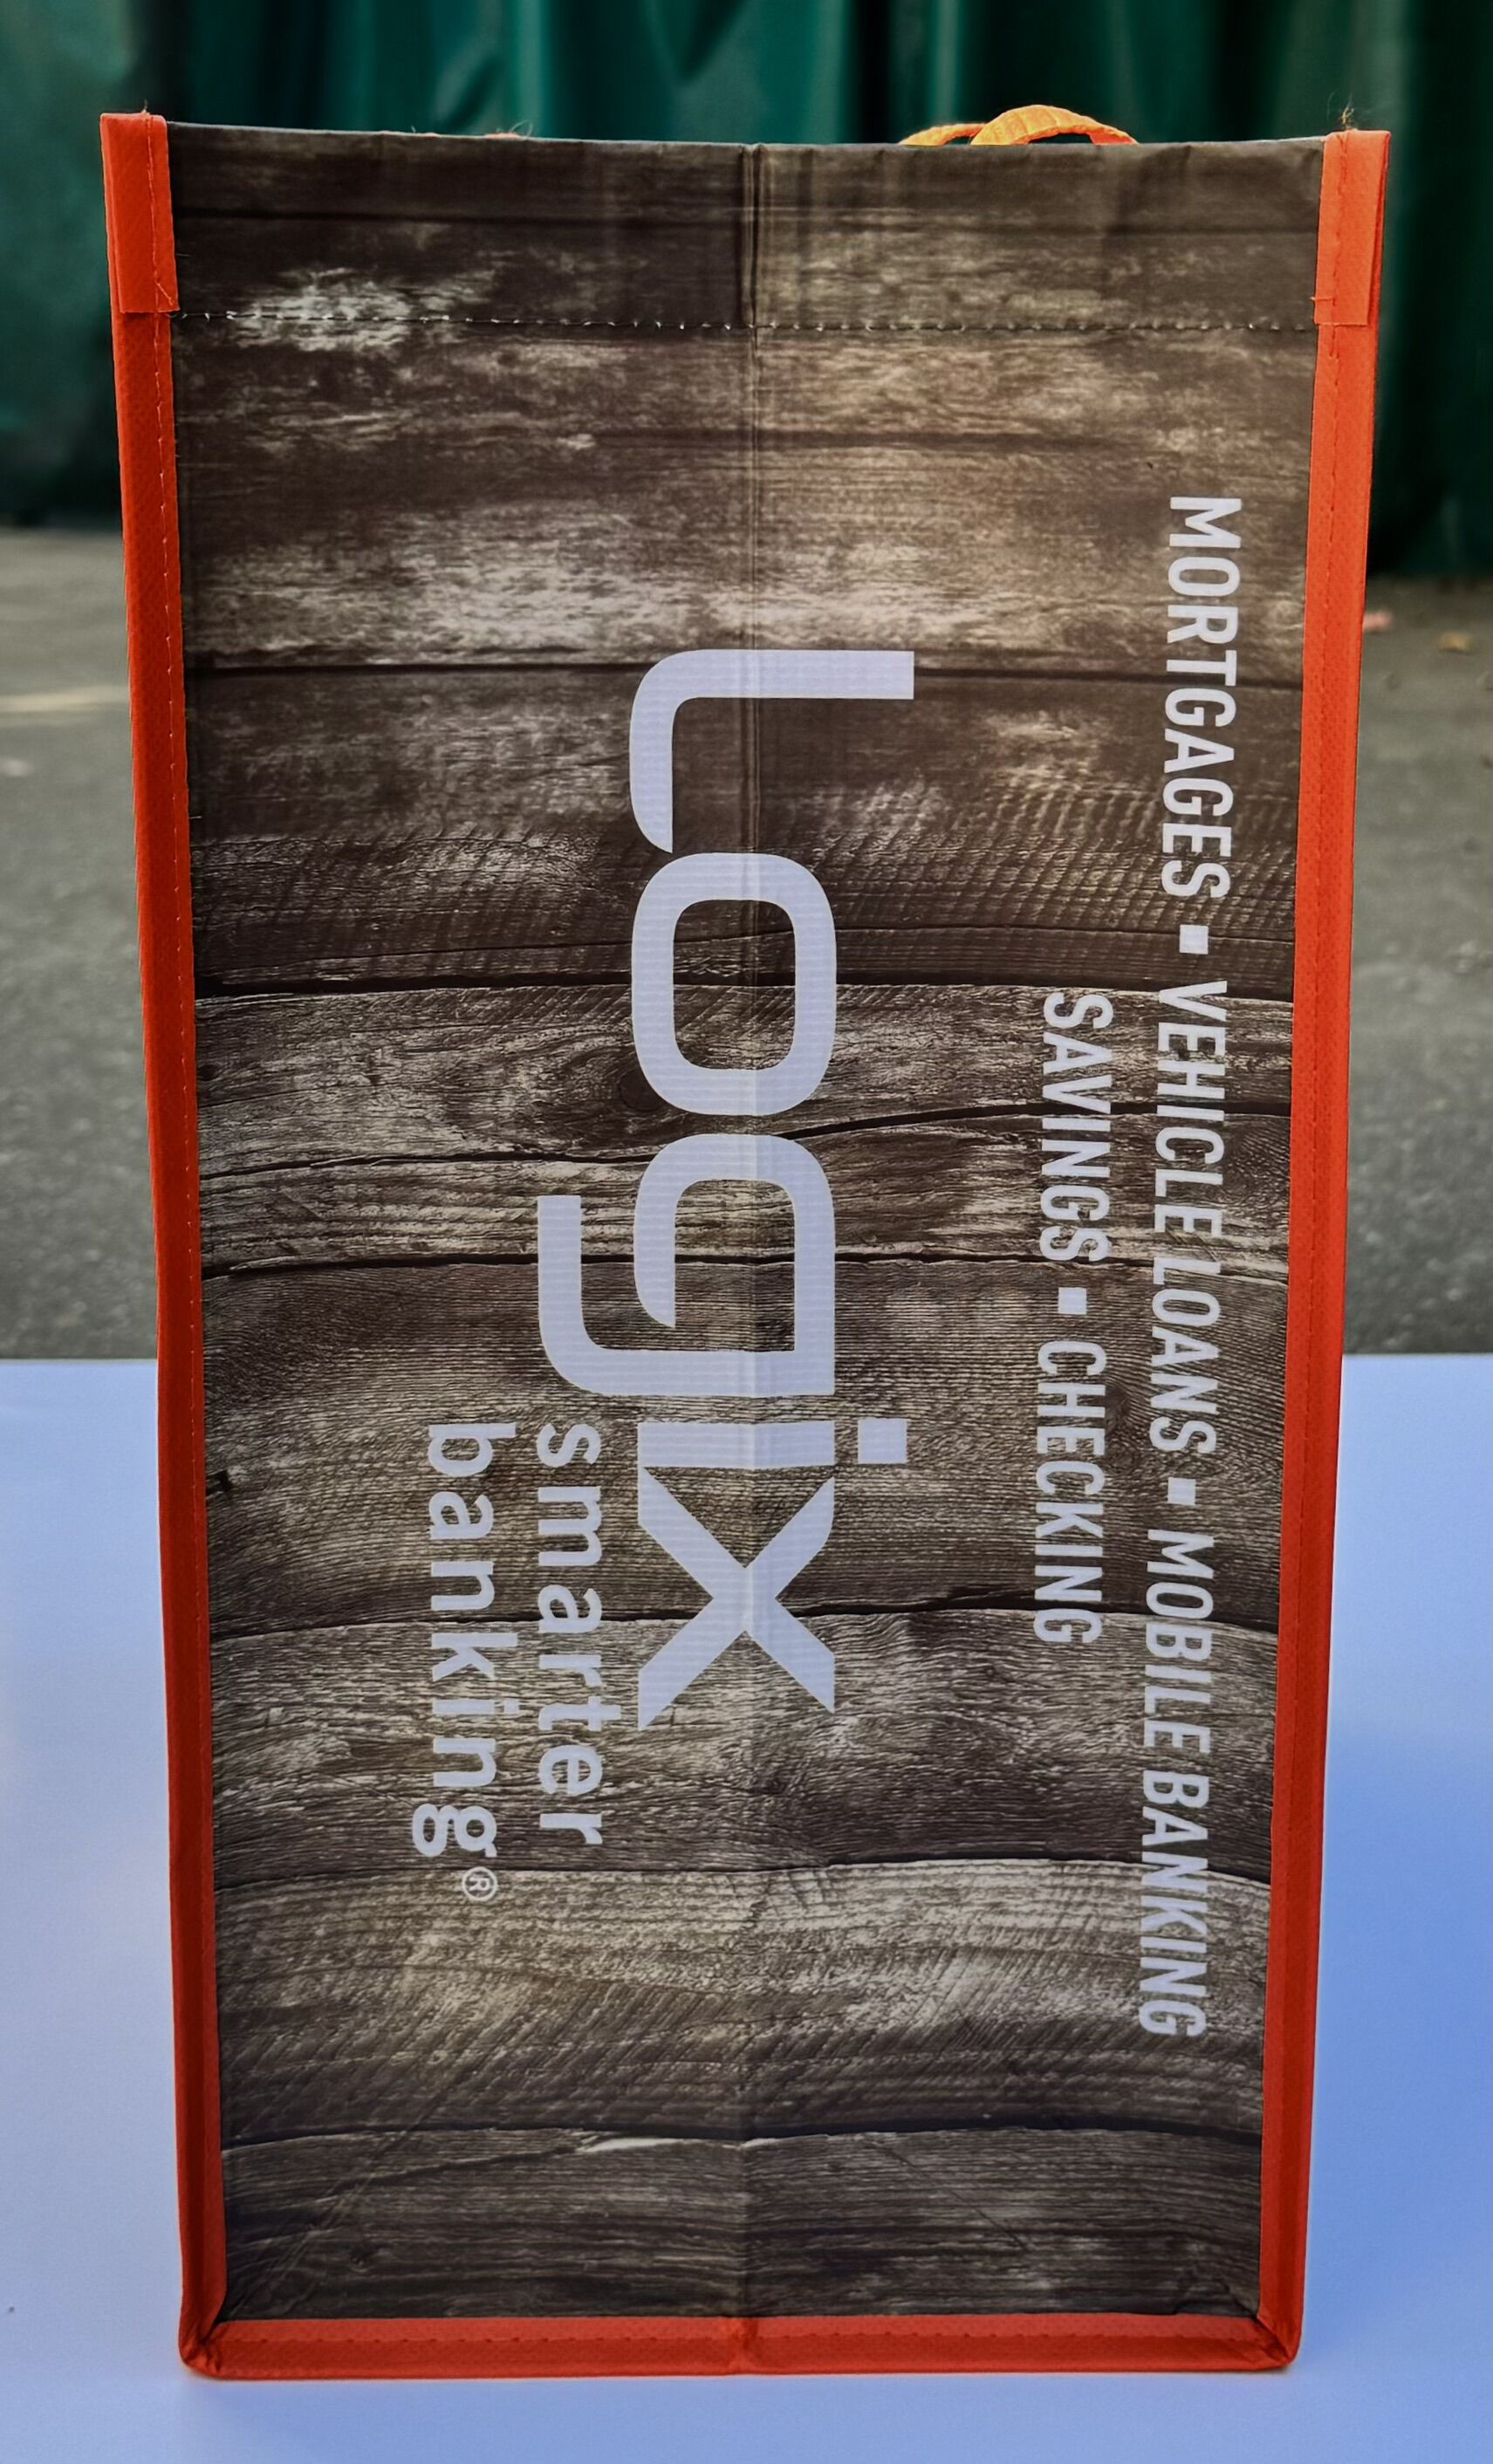 MORTGAGES ▪ VEHICLE LOANS ▪ MOBILE BANKING
SAVINGS ▪ CHECKING
Logix
smarter
banking®